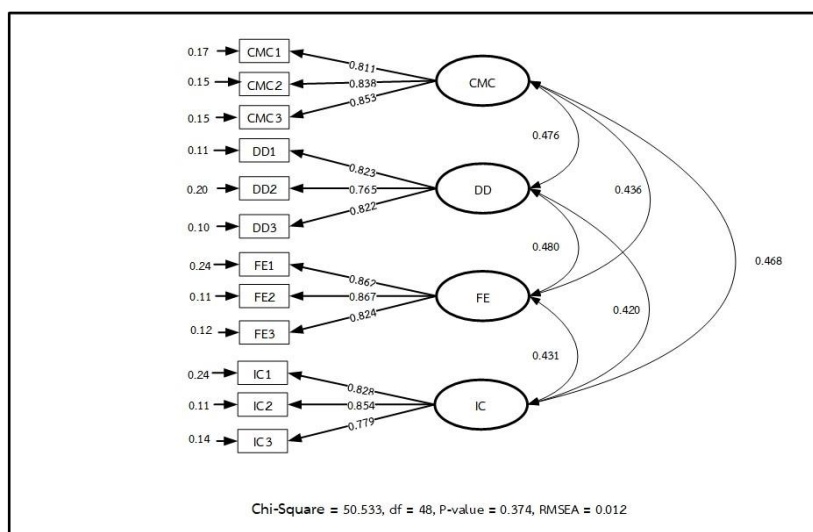 0.17 CMC1 0.811
0.15 CMC2 0.838 CMC
0.15 CMC3 0.853
0.476
0.11 DD1 0.823
0.20 DD2 0.765 DD
0.436
0.10 DD3 0.822
0.480
0.468
0.24 FE1 0.862
0.11 FE2 0.867 FE
0.420
0.12 FE3 0.824
0.431
0.24 IC1 0.828
0.11 IC2 0.854 IC
0.14 IC3 0.779
Chi-Square = 50.533, df = 48, P-value = 0.374, RMSEA = 0.012